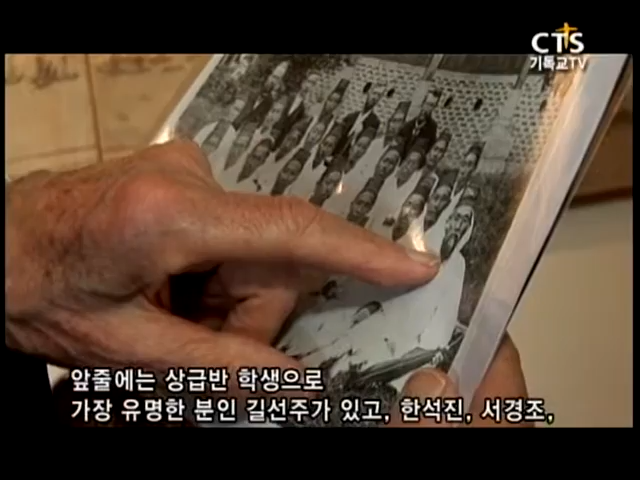 CTS
기독교TV
앞줄에는 상급반 학생으로
가장 유명한 분인 길선주가 있고, 한석진, 서경조,